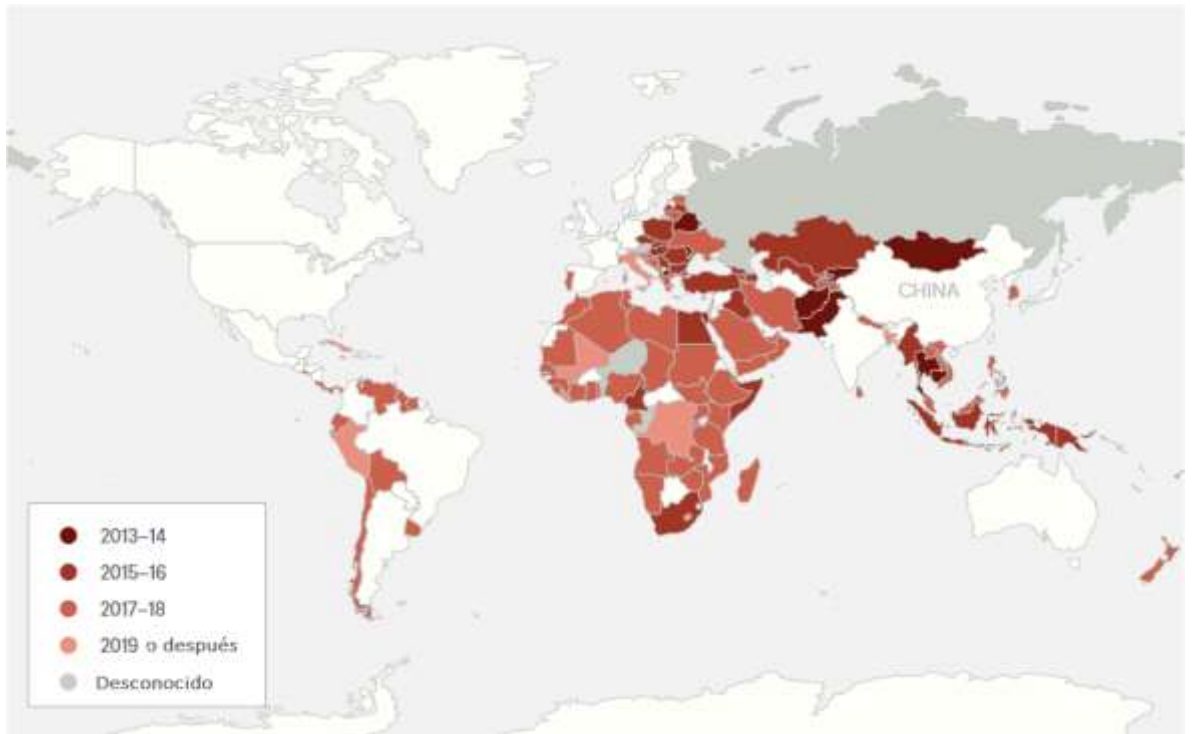 CHINA
2013–14
2015–16
2017–18
2019 o después
Desconocido